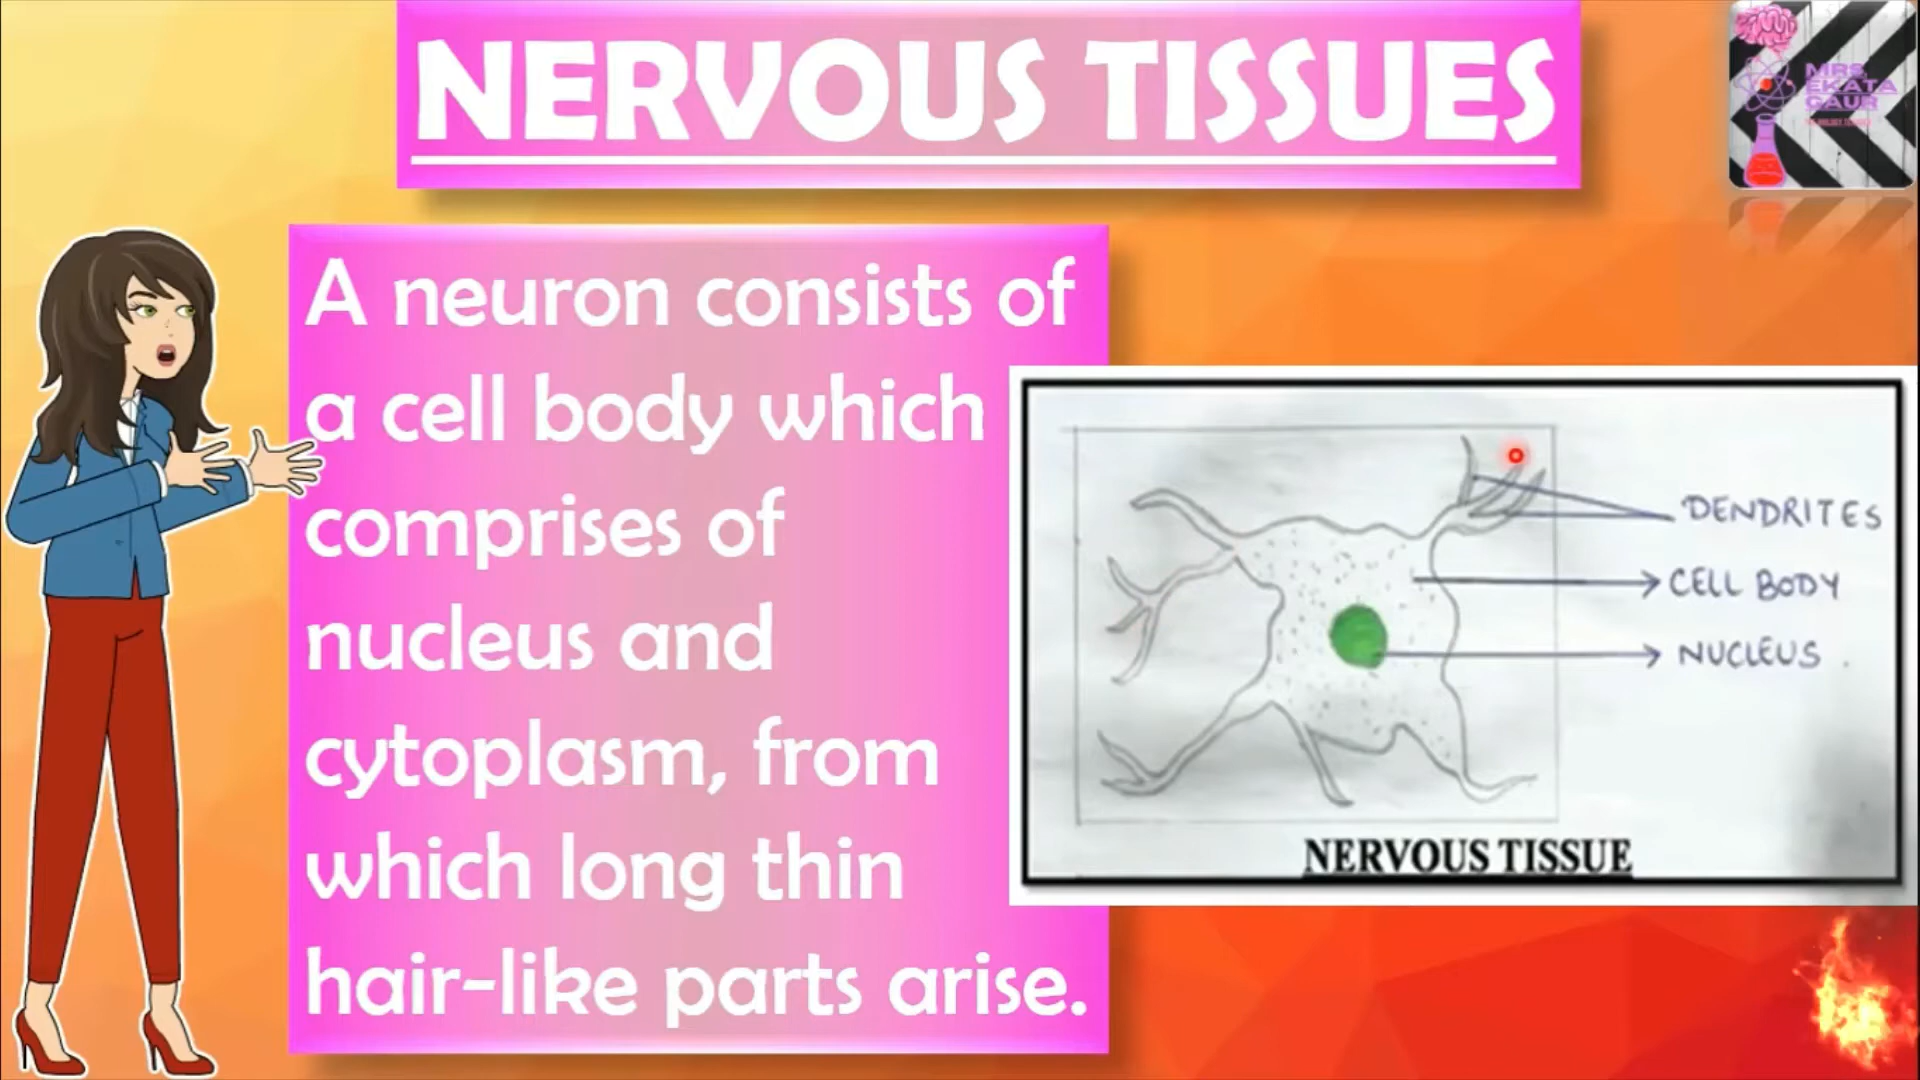 NERVOUS TISSUES
MRS.
EKATA
GAUR
A neuron consists of
a cell body which
comprises of
nucleus and
cytoplasm, from
which long thin
hair-like parts arise.
DENDRITES
CELL BODY
NUCLEUS
NERVOUS TISSUE